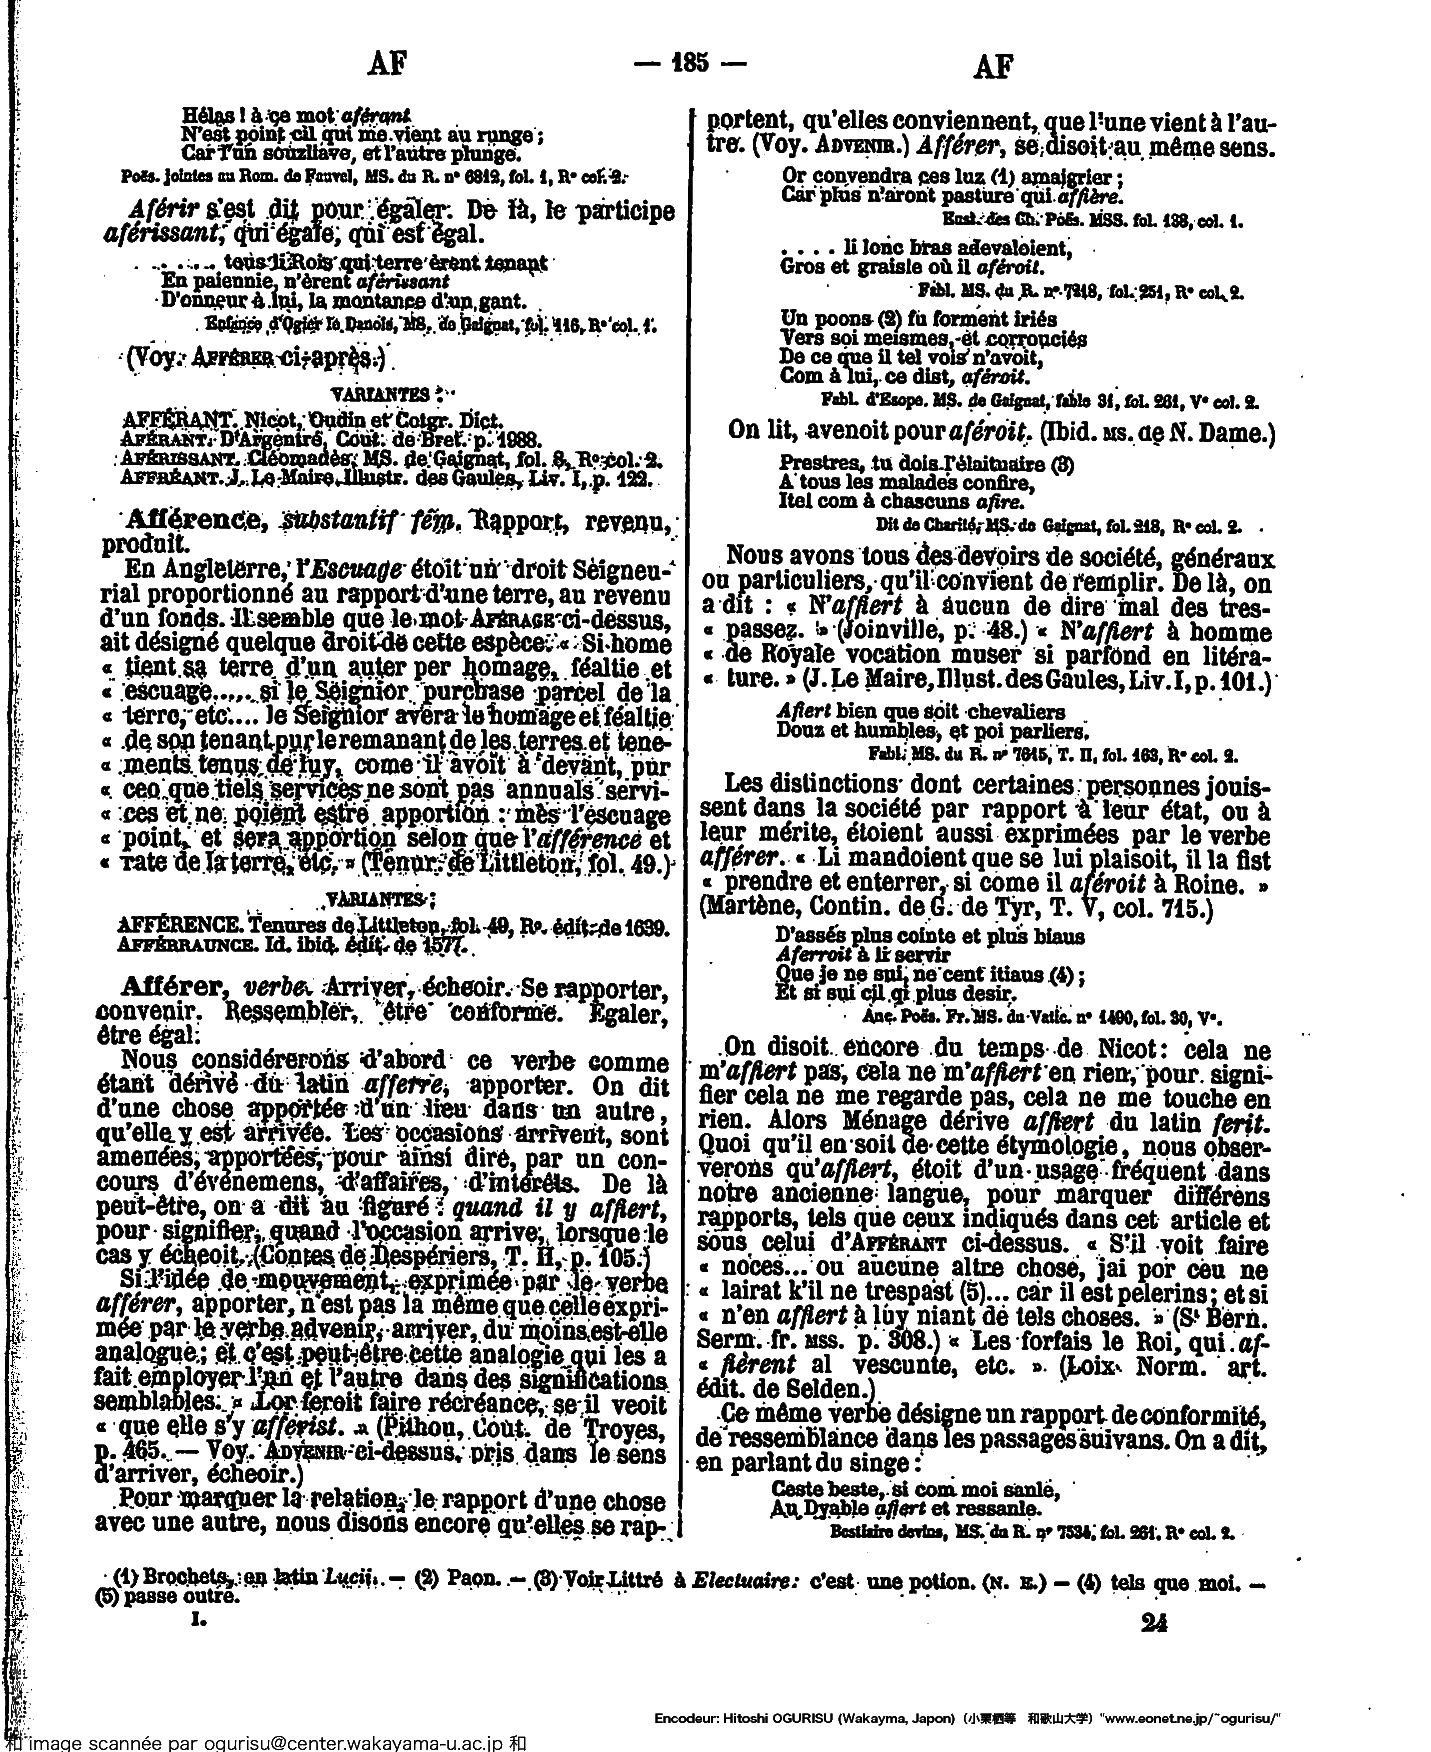 AF — 185 — AF
Hélas ! à ce mot aférant
N'est point cil qui me vient au runge ;
Car l'un souzliave, et l'autre plunge.
Poës. jointes au Rom. de Fauvel, MS. du R. n° 6812, fol. 1, R° col. 2.
Aférir s'est dit pour égaler. De là, le participe
aférissant, qui égale, qui est égal.
. . . . . . tous li Rois qui terre èrent tenant
En paiennie, n'èrent aférissant
D'onneur à lui, la montance d'un gant.
Enfance d'Ogier le Danois, MS. de Gaignat, fol. 116, R° col. 1.
(Voy. AFFÉRER ci-après.)
VARIANTES :
AFFÉRANT. Nicot, Oudin et Cotgr. Dict.
AFÉRANT. D'Argentré, Cout. de Bret. p. 1988.
AFÉRISSANT. Cléomadès, MS. de Gaignat, fol. 8, R° col. 2.
AFFRÉANT. J. Le Maire, Illustr. des Gaules, Liv. I, p. 122.
Afférence, substantif fém. Rapport, revenu,
produit.
En Angleterre, l'Escuage étoit un droit Seigneu-
rial proportionné au rapport d'une terre, au revenu
d'un fonds. Il semble que le mot AFÉRAGE ci-dessus,
ait désigné quelque droit de cette espèce. « Si home
« tient sa terre d'un auter per homage, féaltie et
« escuage..... si le Seignior purchase parcel de la
« terre, etc.... le Seignior avera le homage et féaltie
« de son tenant pur le remanant de les terres et tene-
« ments tenus de luy, come il avoit à devant, pur
« ceo que tiels services ne sont pas annuals servi-
« ces et ne poient estre apportion : mès l'escuage
« point, et sera apportion selon que l'afférence et
« rate de la terre, etc. » (Tenur. de Littleton, fol. 49.)
VARIANTES :
AFFÉRENCE. Tenures de Littleton, fol. 49, R°. édit. de 1639.
AFFÉRRAUNCE. Id. ibid. édit. de 1577.
Afférer, verbe. Arriver, écheoir. Se rapporter,
convenir. Ressembler, être conforme. Egaler,
être égal.
Nous considérerons d'abord ce verbe comme
étant dérivé du latin afferre, apporter. On dit
d'une chose apportée d'un lieu dans un autre,
qu'elle y est arrivée. Les occasions arrivent, sont
amenées, apportées, pour ainsi dire, par un con-
cours d'événemens, d'affaires, d'intérêts. De là
peut-être, on a dit au figuré : quand il y affiert,
pour signifier, quand l'occasion arrive, lorsque le
cas y écheoit. (Contes de Despériers, T. II, p. 105.)
Si l'idée de mouvement, exprimée par le verbe
afférer, apporter, n'est pas la même que celle expri-
mée par le verbe advenir, arriver, du moins est-elle
analogue ; et c'est peut-être cette analogie qui les a
fait employer l'un et l'autre dans des significations
semblables. « Lor feroit faire récréance, se il veoit
« que elle s'y afférist. » (Pithou, Cout. de Troyes,
p. 465. — Voy. ADVENIR ci-dessus, pris dans le sens
d'arriver, écheoir.)
Pour marquer la relation, le rapport d'une chose
avec une autre, nous disons encore qu'elles se rap-
portent, qu'elles conviennent, que l'une vient à l'au-
tre. (Voy. ADVENIR.) Afférer, se disoit au même sens.
Or convendra ces luz (1) amaigrier ;
Car plus n'aront pasture qui affière.
Eust. des Ch. Poës. MSS. fol. 138, col. 1.
. . . . li lonc bras adevaloient,
Gros et graisle où il aféroit.
Fabl. MS. du R. n° 7218, fol. 251, R° col. 2.
Un poons (2) fu forment iriés
Vers soi meismes, et corrouciés
De ce que il tel vois n'avoit,
Com à lui, ce dist, aféroit.
Fabl. d'Esope. MS. de Gaignat, fable 31, fol. 261, V° col. 2.
On lit, avenoit pour aféroit. (Ibid. MS. de N. Dame.)
Prestres, tu dois l'élaituaire (3)
A tous les malades confire,
Itel com à chascuns afire.
Dit de Charité, MS. de Gaignat, fol. 218, R° col. 2.
Nous avons tous des devoirs de société, généraux
ou particuliers, qu'il convient de remplir. De là, on
a dit : « N'affiert à aucun de dire mal des tres-
« passez. » (Joinville, p. 48.) « N'affiert à homme
« de Royale vocation muser si parfond en litéra-
« ture. » (J. Le Maire, Illust. des Gaules, Liv. I, p. 101.)
Afiert bien que soit chevaliers
Douz et humbles, et poi parliers.
Fabl. MS. du R. n° 7615, T. II, fol. 163, R° col. 2.
Les distinctions dont certaines personnes jouis-
sent dans la société par rapport à leur état, ou à
leur mérite, étoient aussi exprimées par le verbe
afférer. « Li mandoient que se lui plaisoit, il la fist
« prendre et enterrer, si come il aféroit à Roine. »
(Martène, Contin. de G. de Tyr, T. V, col. 715.)
D'assés plus cointe et plus biaus
Aferroit à li servir
Que je ne sui, ne cent itiaus (4) ;
Et si sui cil qi plus desir.
Anc. Poës. Fr. MS. du Vatic. n° 1490, fol. 30, V°.
On disoit encore du temps de Nicot : cela ne
m'affiert pas, cela ne m'affiert en rien, pour signi-
fier cela ne me regarde pas, cela ne me touche en
rien. Alors Ménage dérive affiert du latin ferit.
Quoi qu'il en soit de cette étymologie, nous obser-
verons qu'affiert, étoit d'un usage fréquent dans
notre ancienne langue, pour marquer différens
rapports, tels que ceux indiqués dans cet article et
sous celui d'AFFÉRANT ci-dessus. « S'il voit faire
« noces... ou aucune altre chose, jai por ceu ne
« lairat k'il ne trespast (5)... car il est pelerins ; et si
« n'en affiert à luy niant de tels choses. » (St Bern.
Serm. fr. MSS. p. 308.) « Les forfais le Roi, qui af-
« fièrent al vescunte, etc. ». (Loix Norm. art.
édit. de Selden.)
Ce même verbe désigne un rapport de conformité,
de ressemblance dans les passages suivans. On a dit,
en parlant du singe :
Ceste beste, si com moi sanle,
Au Dyable afiert et ressanle.
Bestiaire devins, MS. du R. n° 7534, fol. 261, R° col. 2.
(1) Brochets, en latin Lucii. — (2) Paon. — (3) Voir Littré à Electuaire : c'est une potion. (N. E.) — (4) tels que moi. —
(5) passe outre.
I. 24
Encodeur: Hitoshi OGURISU (Wakayma, Japon) (小栗栖等 和歌山大学) "www.eonet.ne.jp/~ogurisu/"
和 image scannée par ogurisu@center.wakayama-u.ac.jp 和